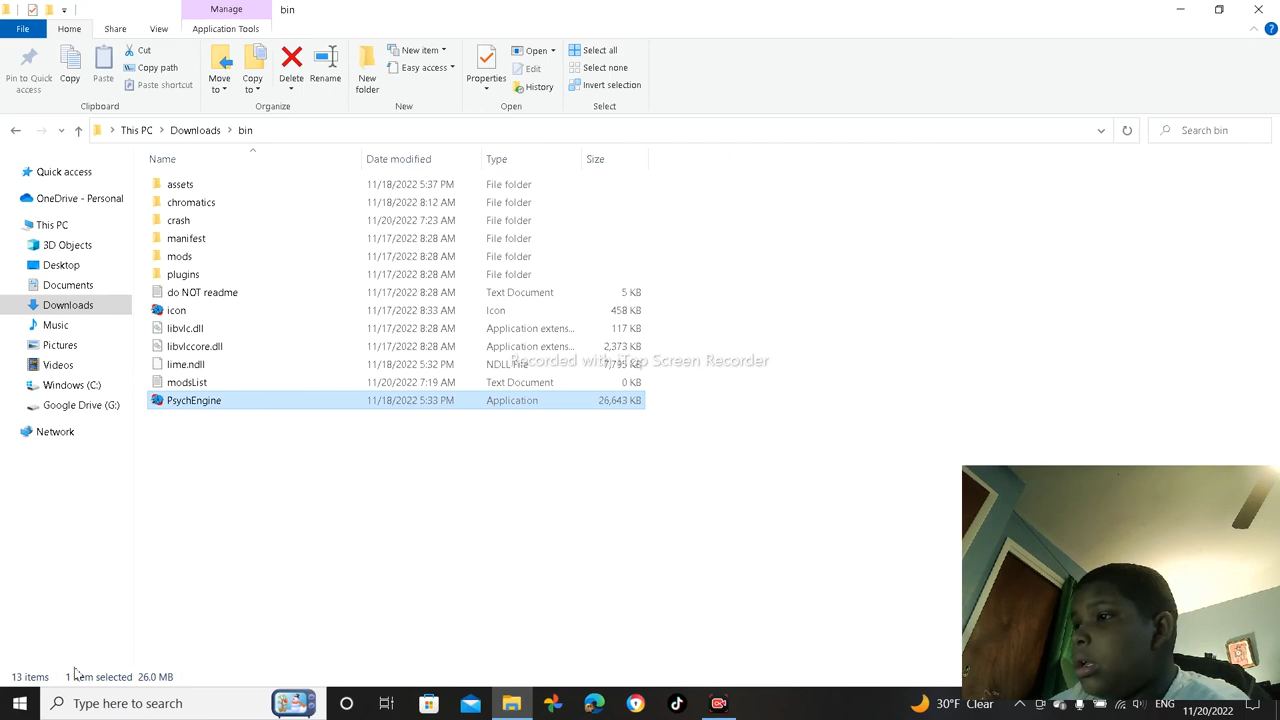 Manage
bin
File
Home
Share
View
Application Tools
Pin to Quick access
Copy
Paste
Cut
Copy path
Paste shortcut
Clipboard
Move to
Copy to
Delete
Rename
Organize
New folder
New item
Easy access
New
Properties
Open
Edit
History
Open
Select all
Select none
Invert selection
Select
This PC
Downloads
bin
Search bin
Name
Date modified
Type
Size
Quick access
OneDrive - Personal
This PC
3D Objects
Desktop
Documents
Downloads
Music
Pictures
Videos
Windows (C:)
Google Drive (G:)
Network
assets 11/18/2022 5:37 PM File folder
chromatics 11/18/2022 8:12 AM File folder
crash 11/20/2022 7:23 AM File folder
manifest 11/17/2022 8:28 AM File folder
mods 11/17/2022 8:28 AM File folder
plugins 11/17/2022 8:28 AM File folder
do NOT readme 11/17/2022 8:28 AM Text Document 5 KB
icon 11/17/2022 8:33 AM Icon 458 KB
libvlc.dll 11/17/2022 8:28 AM Application extens... 117 KB
libvlccore.dll 11/17/2022 8:28 AM Application extens... 2,373 KB
lime.ndll 11/18/2022 5:32 PM NDLL File 7,795 KB
modsList 11/20/2022 7:19 AM Text Document 0 KB
PsychEngine 11/18/2022 5:33 PM Application 26,643 KB
Recorded with iTop Screen Recorder
13 items
1 item selected 26.0 MB
Type here to search
30°F Clear
ENG
11/20/2022